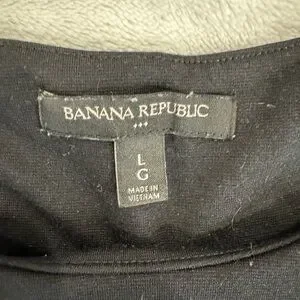 BANANA REPUBLIC
L
G
MADE IN
VIETNAM